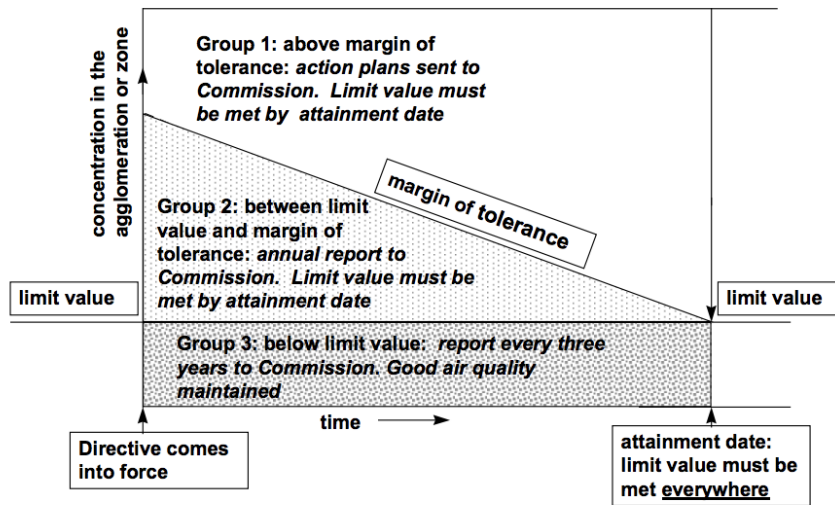 concentration in the
agglomeration or zone
Group 1: above margin of
tolerance: action plans sent to
Commission.  Limit value must
be met by  attainment date
margin of tolerance
Group 2: between limit
value and margin of
tolerance: annual report to
Commission.  Limit value must be
met by attainment date
limit value
limit value
Group 3: below limit value:  report every three
years to Commission. Good air quality
maintained
time
Directive comes
into force
attainment date:
limit value must be
met everywhere